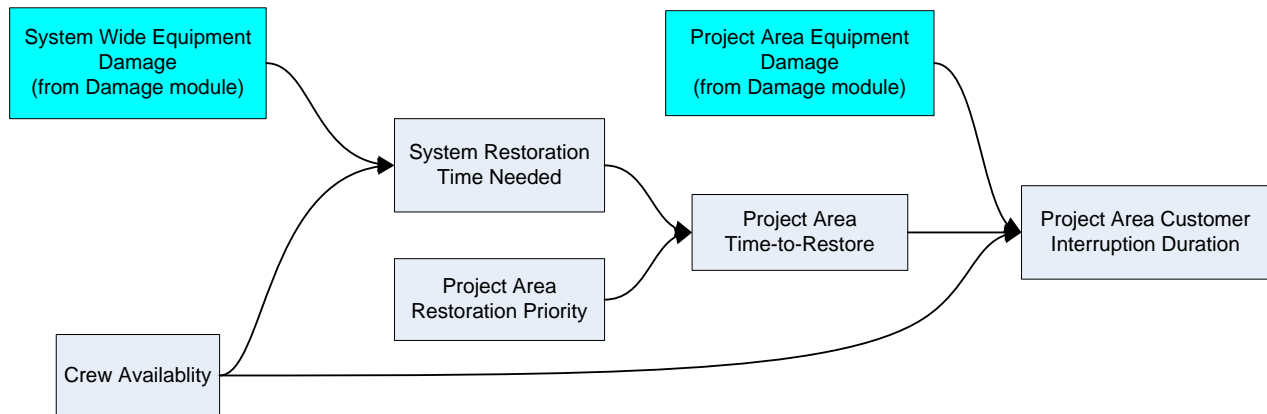 System Wide Equipment
Damage
(from Damage module)
Project Area Equipment
Damage
(from Damage module)
System Restoration
Time Needed
Project Area
Time-to-Restore
Project Area Customer
Interruption Duration
Project Area
Restoration Priority
Crew Availablity